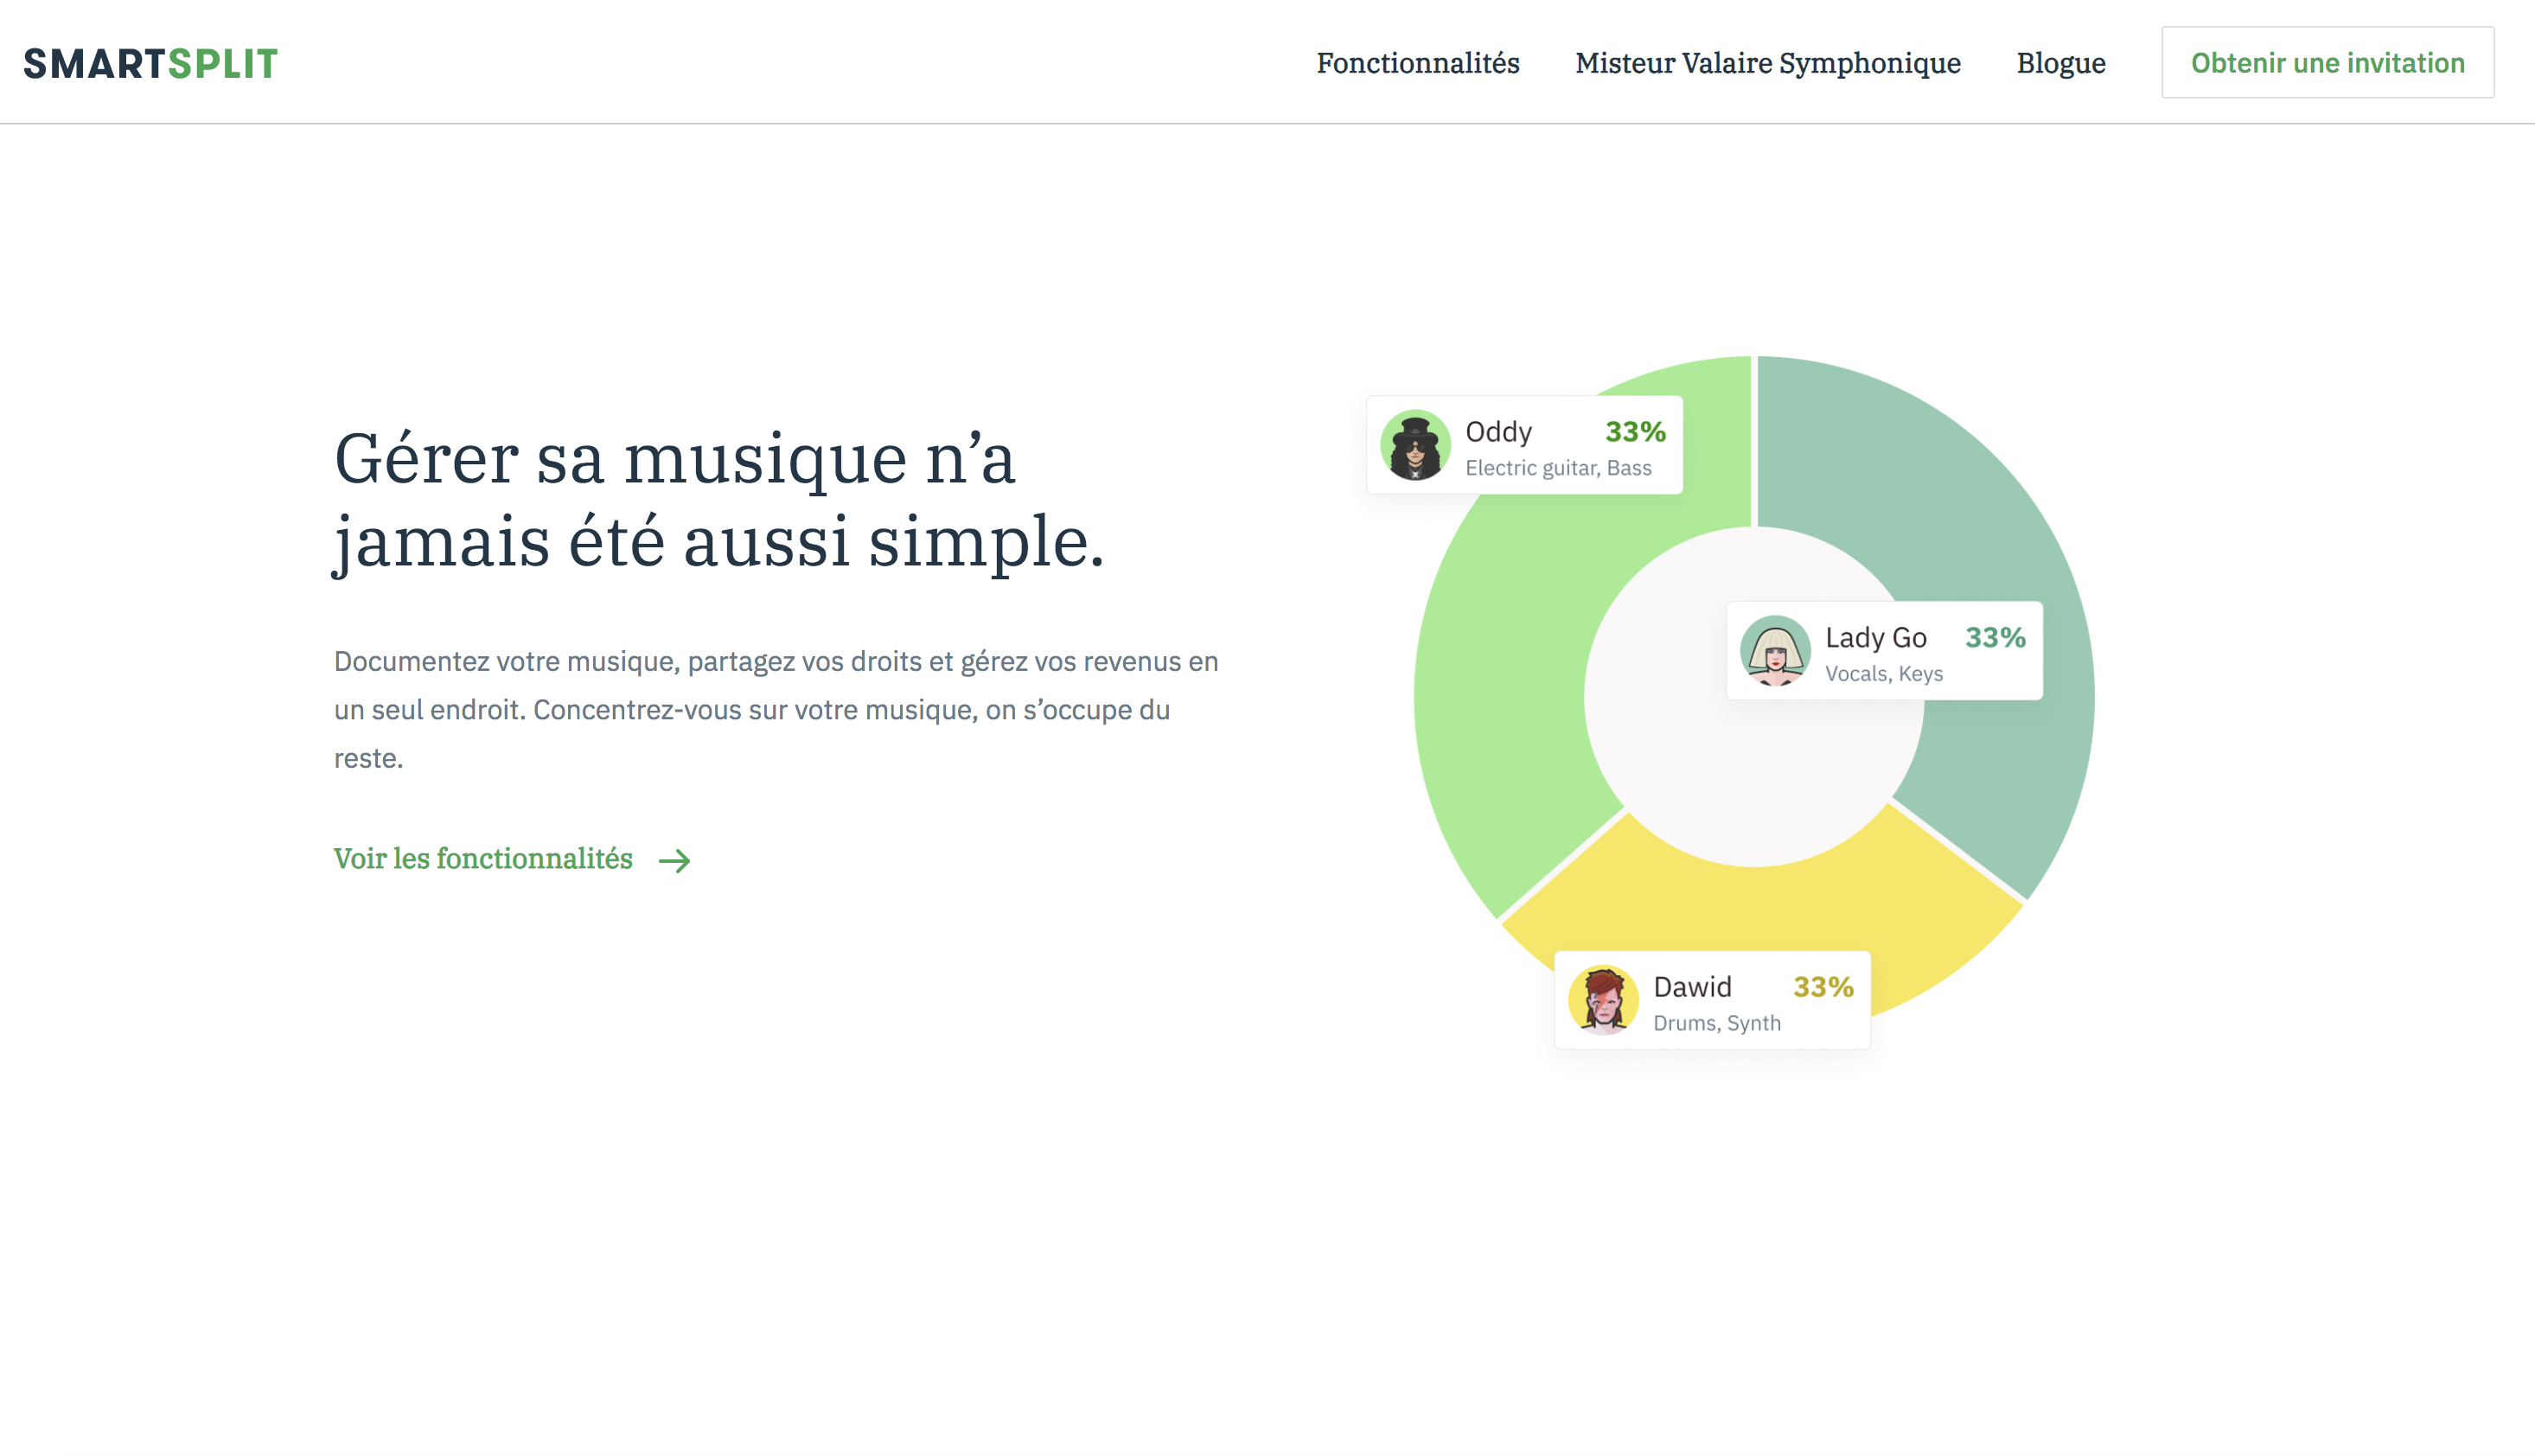 SMARTSPLIT
Fonctionnalités
Misteur Valaire Symphonique
Blogue
Obtenir une invitation
Gérer sa musique n’a
jamais été aussi simple.
Documentez votre musique, partagez vos droits et gérez vos revenus en
un seul endroit. Concentrez-vous sur votre musique, on s’occupe du
reste.
Voir les fonctionnalités
Oddy 33%
Electric guitar, Bass
Lady Go 33%
Vocals, Keys
Dawid 33%
Drums, Synth